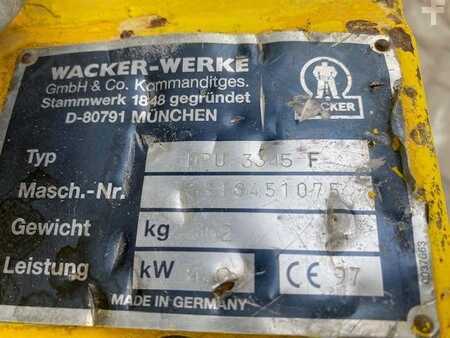 WACKER-WERKE
GmbH & Co. Kommanditges.
Stammwerk 1848 gegründet
D-80791 MÜNCHEN
WACKER
Typ F
Masch.-Nr.
Gewicht kg
Leistung kW CE 97
MADE IN GERMANY
0037663